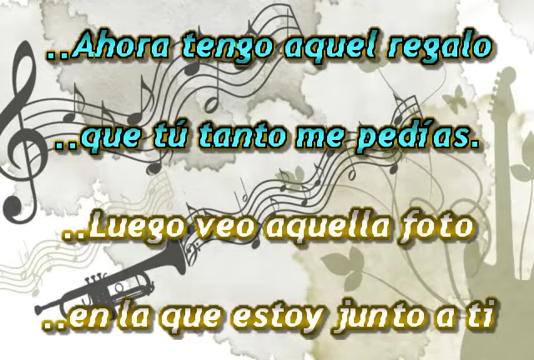 ..Ahora tengo aquel regalo
..que tú tanto me pedías.
..Luego veo aquella foto
..en la que estoy junto a ti